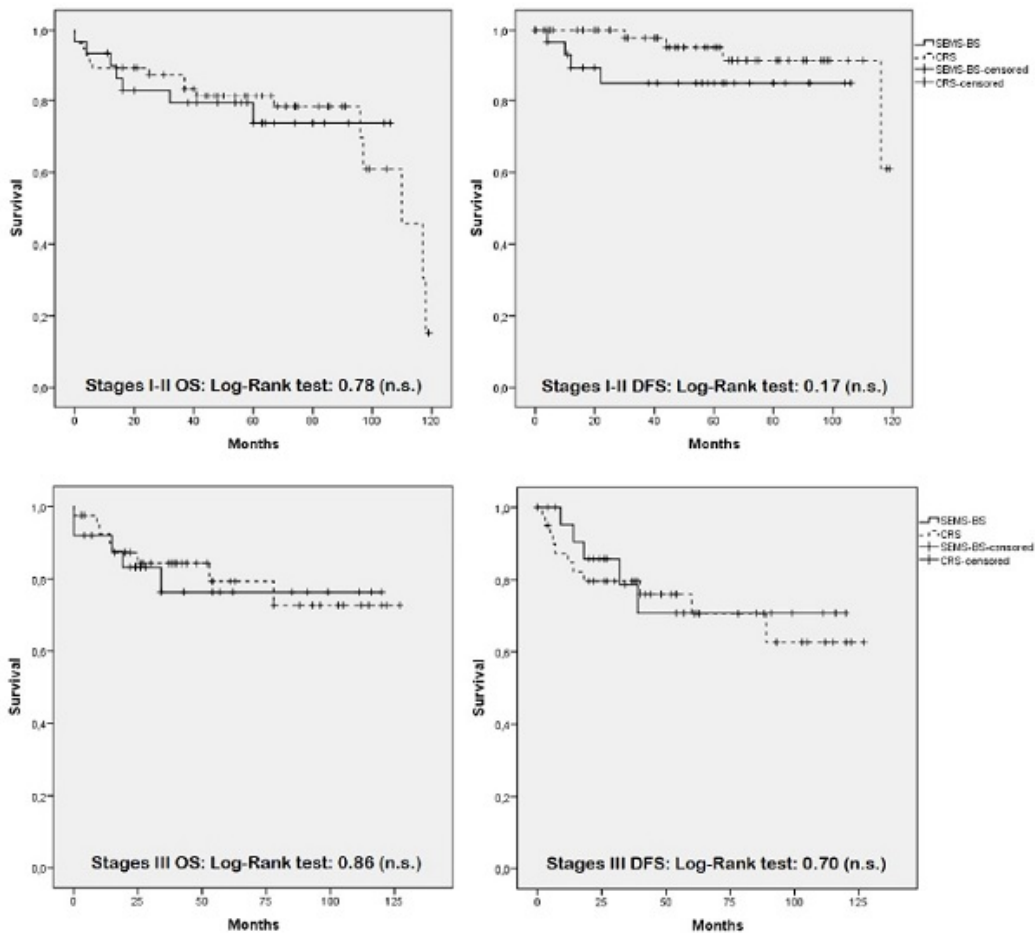 1,0
0,8
0,6
0,4
0,2
0,0
Survival
0 20 40 60 80 100 120
Months
Stages I-II OS: Log-Rank test: 0.78 (n.s.)
1,0
0,8
0,6
0,4
0,2
0,0
Survival
0 20 40 60 80 100 120
Months
Stages I-II DFS: Log-Rank test: 0.17 (n.s.)
SEMS-BS
CRS
SEMS-BS-censored
CRS-censored
1,0
0,8
0,6
0,4
0,2
0,0
Survival
0 25 50 75 100 125
Months
Stages III OS: Log-Rank test: 0.86 (n.s.)
1,0
0,8
0,6
0,4
0,2
0,0
Survival
0 25 50 75 100 125
Months
Stages III DFS: Log-Rank test: 0.70 (n.s.)
SEMS-BS
CRS
SEMS-BS-censored
CRS-censored